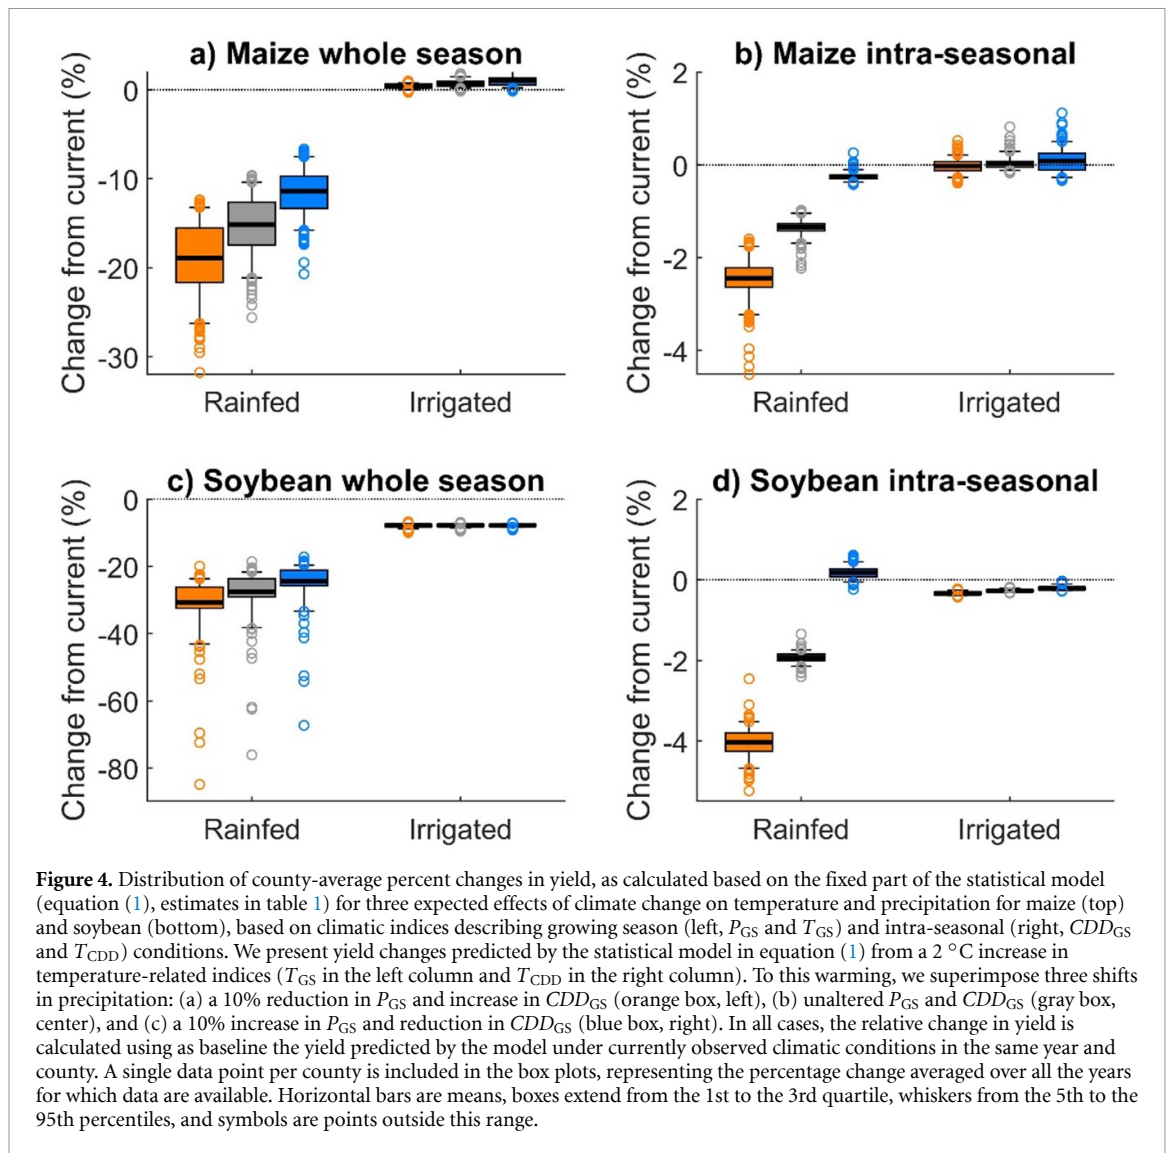 a) Maize whole season
Change from current (%)
0
-10
-20
-30
Rainfed
Irrigated
b) Maize intra-seasonal
Change from current (%)
2
0
-2
-4
Rainfed
Irrigated
c) Soybean whole season
Change from current (%)
0
-20
-40
-60
-80
Rainfed
Irrigated
d) Soybean intra-seasonal
Change from current (%)
2
0
-2
-4
Rainfed
Irrigated
Figure 4. Distribution of county-average percent changes in yield, as calculated based on the fixed part of the statistical model
(equation (1), estimates in table 1) for three expected effects of climate change on temperature and precipitation for maize (top)
and soybean (bottom), based on climatic indices describing growing season (left, PGS and TGS) and intra-seasonal (right, CDDGS
and TCDD) conditions. We present yield changes predicted by the statistical model in equation (1) from a 2 °C increase in
temperature-related indices (TGS in the left column and TCDD in the right column). To this warming, we superimpose three shifts
in precipitation: (a) a 10% reduction in PGS and increase in CDDGS (orange box, left), (b) unaltered PGS and CDDGS (gray box,
center), and (c) a 10% increase in PGS and reduction in CDDGS (blue box, right). In all cases, the relative change in yield is
calculated using as baseline the yield predicted by the model under currently observed climatic conditions in the same year and
county. A single data point per county is included in the box plots, representing the percentage change averaged over all the years
for which data are available. Horizontal bars are means, boxes extend from the 1st to the 3rd quartile, whiskers from the 5th to the
95th percentiles, and symbols are points outside this range.